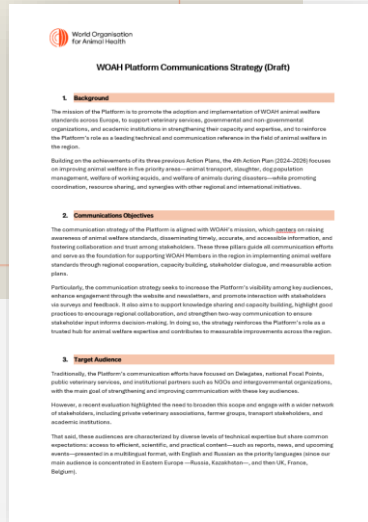 World Organisation
for Animal Health
WOAH Platform Communications Strategy (Draft)
1. Background
The mission of the Platform is to promote the adoption and implementation of WOAH animal welfare
standards across Europe, to support veterinary services, governmental and non-governmental
organizations, and academic institutions in strengthening their capacity and expertise, and to reinforce
the Platform's role as a leading technical and communication reference in the field of animal welfare in
the region.
Building on the achievements of its three previous Action Plans, the 4th Action Plan (2024–2026) focuses
on improving animal welfare in five priority areas—animal transport, slaughter, dog population
management, welfare of working equids, and welfare of animals during disasters—while promoting
coordination, resource sharing, and synergies with other regional and international initiatives.
2. Communications Objectives
The communication strategy of the Platform is aligned with WOAH's mission, which centers on raising
awareness of animal welfare standards, disseminating timely, accurate, and accessible information, and
fostering collaboration and trust among stakeholders. These three pillars guide all communication efforts
and serve as the foundation for supporting WOAH Members in the region in implementing animal welfare
standards through regional cooperation, capacity building, stakeholder dialogue, and measurable action
plans.
Particularly, the communication strategy seeks to increase the Platform's visibility among key audiences,
enhance engagement through the website and newsletters, and promote interaction with stakeholders
via surveys and feedback. It also aims to support knowledge sharing and capacity building, highlight good
practices to encourage regional collaboration, and strengthen two-way communication to ensure
stakeholder input informs decision-making. In doing so, the strategy reinforces the Platform's role as a
trusted hub for animal welfare expertise and contributes to measurable improvements across the region.
3. Target Audience
Traditionally, the Platform's communication efforts have focused on Delegates, national Focal Points,
public veterinary services, and institutional partners such as NGOs and intergovernmental organizations,
with the main goal of strengthening and improving communication with these key audiences.
However, a recent evaluation highlighted the need to broaden this scope and engage with a wider network
of stakeholders, including private veterinary associations, farmer groups, transport stakeholders, and
academic institutions.
That said, these audiences are characterized by diverse levels of technical expertise but share common
expectations: access to efficient, scientific, and practical content—such as reports, news, and upcoming
events—presented in a multilingual format, with English and Russian as the priority languages (since our
main audience is concentrated in Eastern Europe —Russia, Kazakhstan—, and then UK, France,
Belgium).